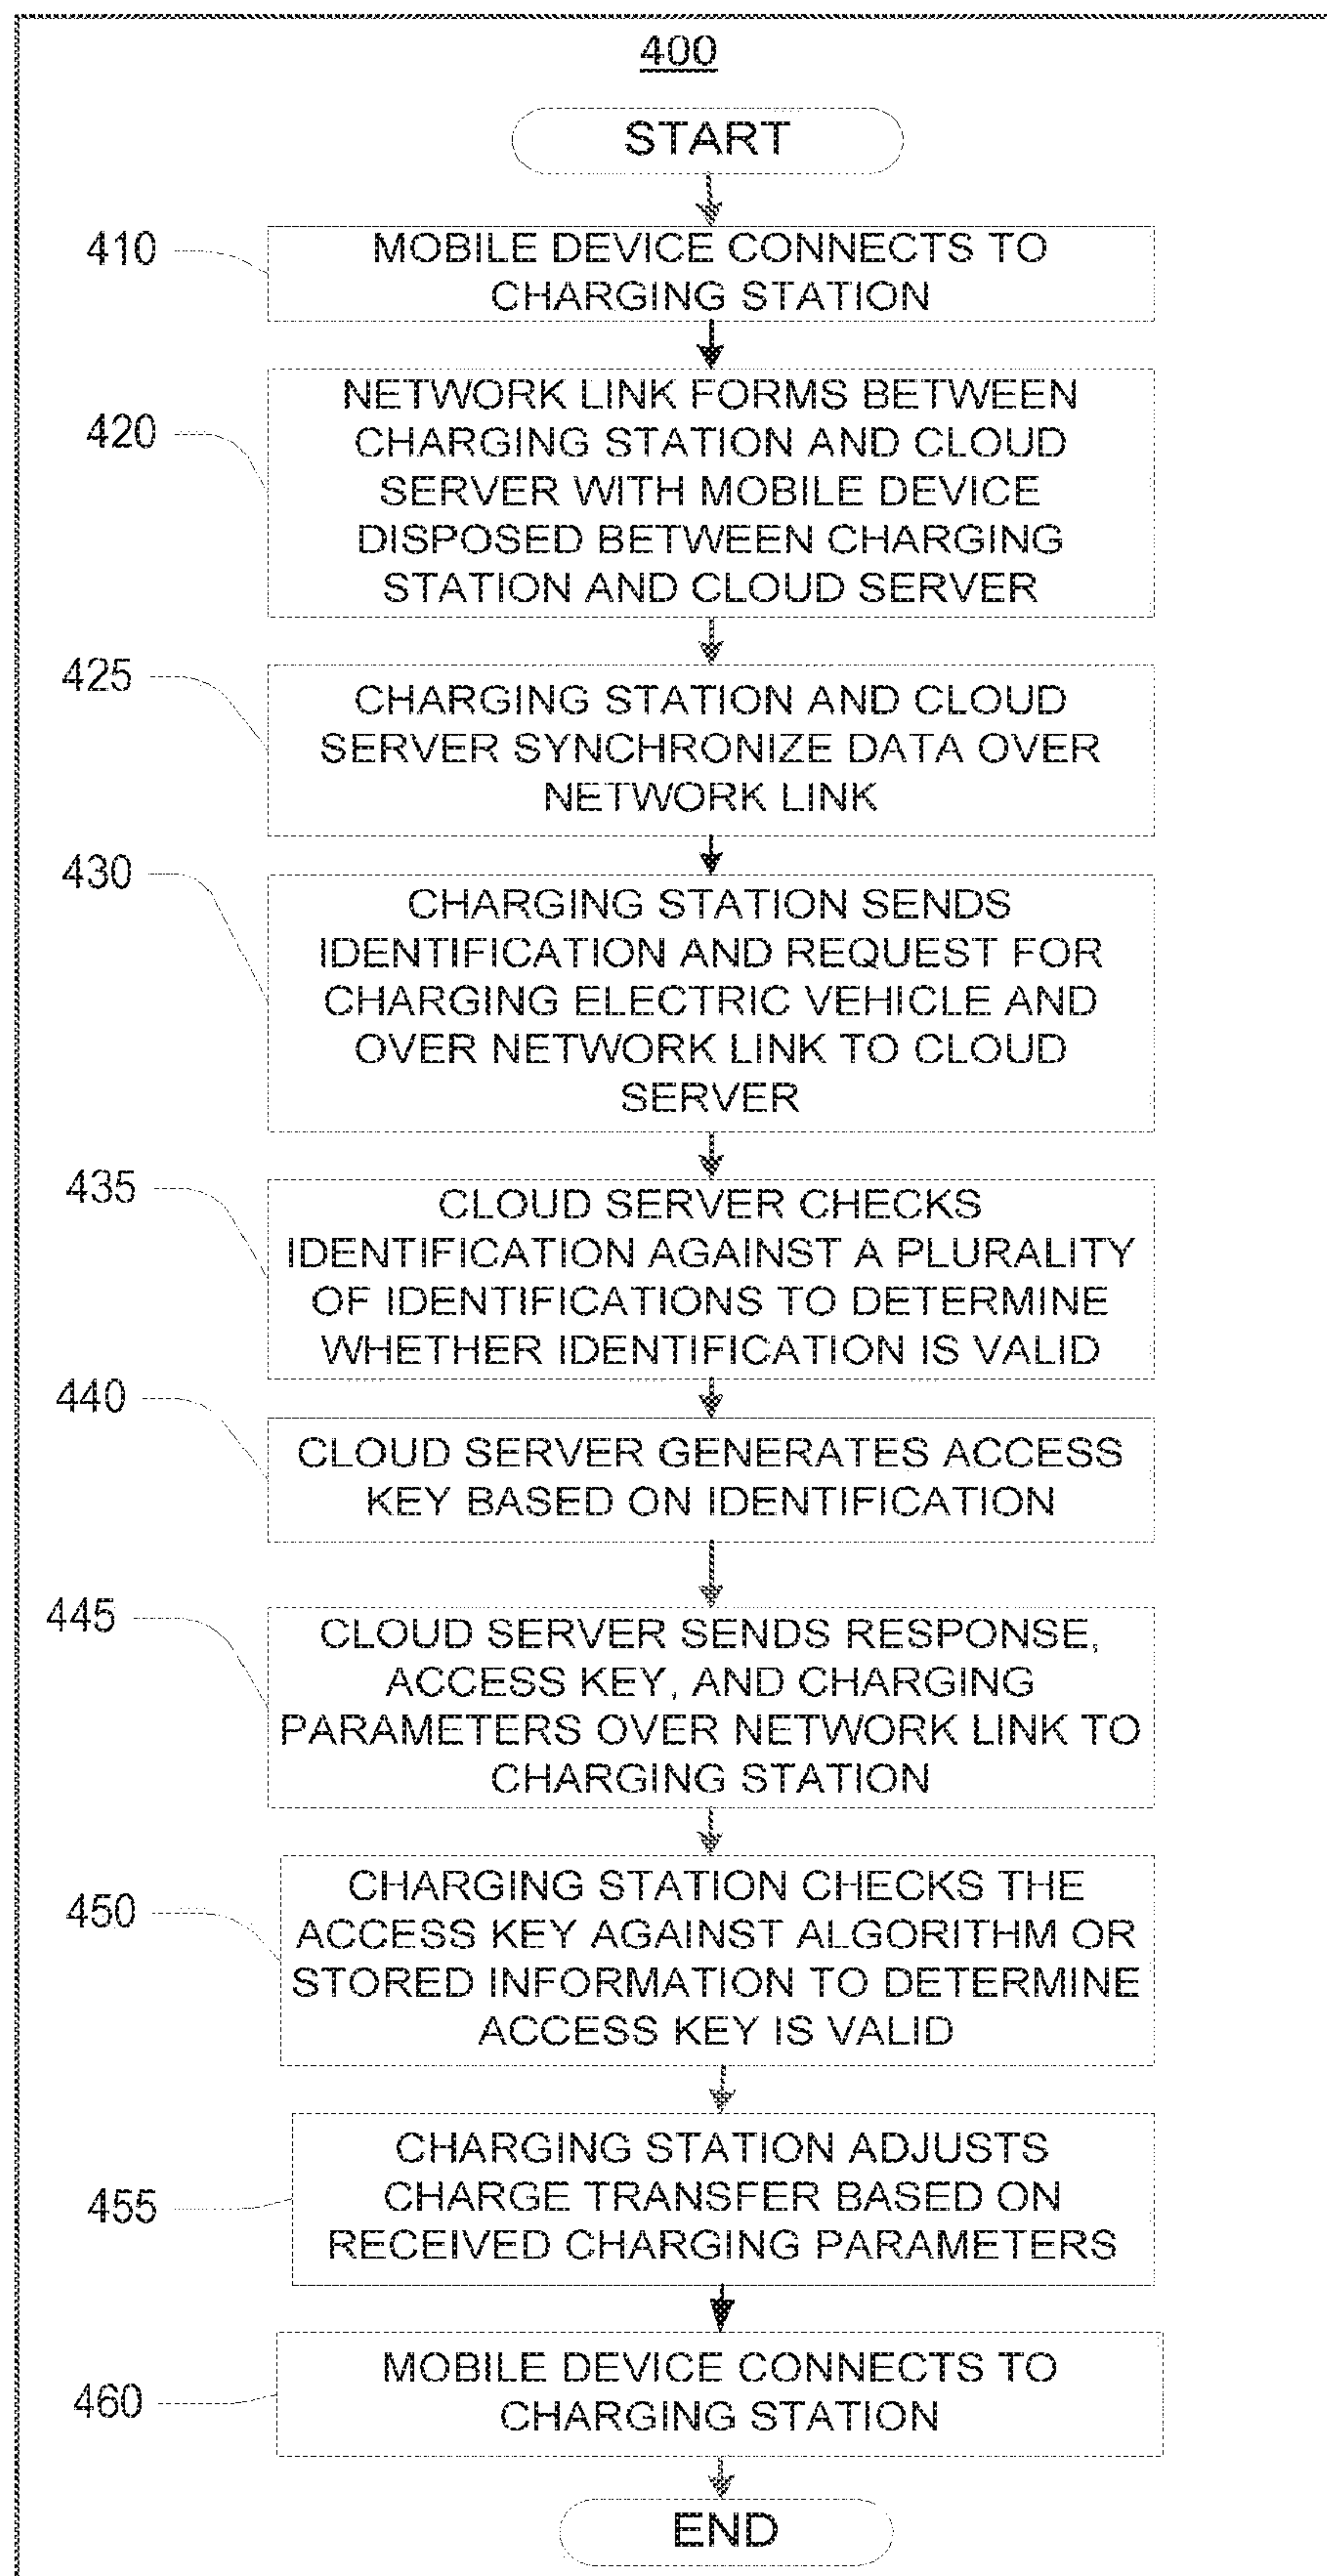 400
START
410
MOBILE DEVICE CONNECTS TO
CHARGING STATION
420
NETWORK LINK FORMS BETWEEN
CHARGING STATION AND CLOUD
SERVER WITH MOBILE DEVICE
DISPOSED BETWEEN CHARGING
STATION AND CLOUD SERVER
425
CHARGING STATION AND CLOUD
SERVER SYNCHRONIZE DATA OVER
NETWORK LINK
430
CHARGING STATION SENDS
IDENTIFICATION AND REQUEST FOR
CHARGING ELECTRIC VEHICLE AND
OVER NETWORK LINK TO CLOUD
SERVER
435
CLOUD SERVER CHECKS
IDENTIFICATION AGAINST A PLURALITY
OF IDENTIFICATIONS TO DETERMINE
WHETHER IDENTIFICATION IS VALID
440
CLOUD SERVER GENERATES ACCESS
KEY BASED ON IDENTIFICATION
445
CLOUD SERVER SENDS RESPONSE,
ACCESS KEY, AND CHARGING
PARAMETERS OVER NETWORK LINK TO
CHARGING STATION
450
CHARGING STATION CHECKS THE
ACCESS KEY AGAINST ALGORITHM OR
STORED INFORMATION TO DETERMINE
ACCESS KEY IS VALID
455
CHARGING STATION ADJUSTS
CHARGE TRANSFER BASED ON
RECEIVED CHARGING PARAMETERS
460
MOBILE DEVICE CONNECTS TO
CHARGING STATION
END